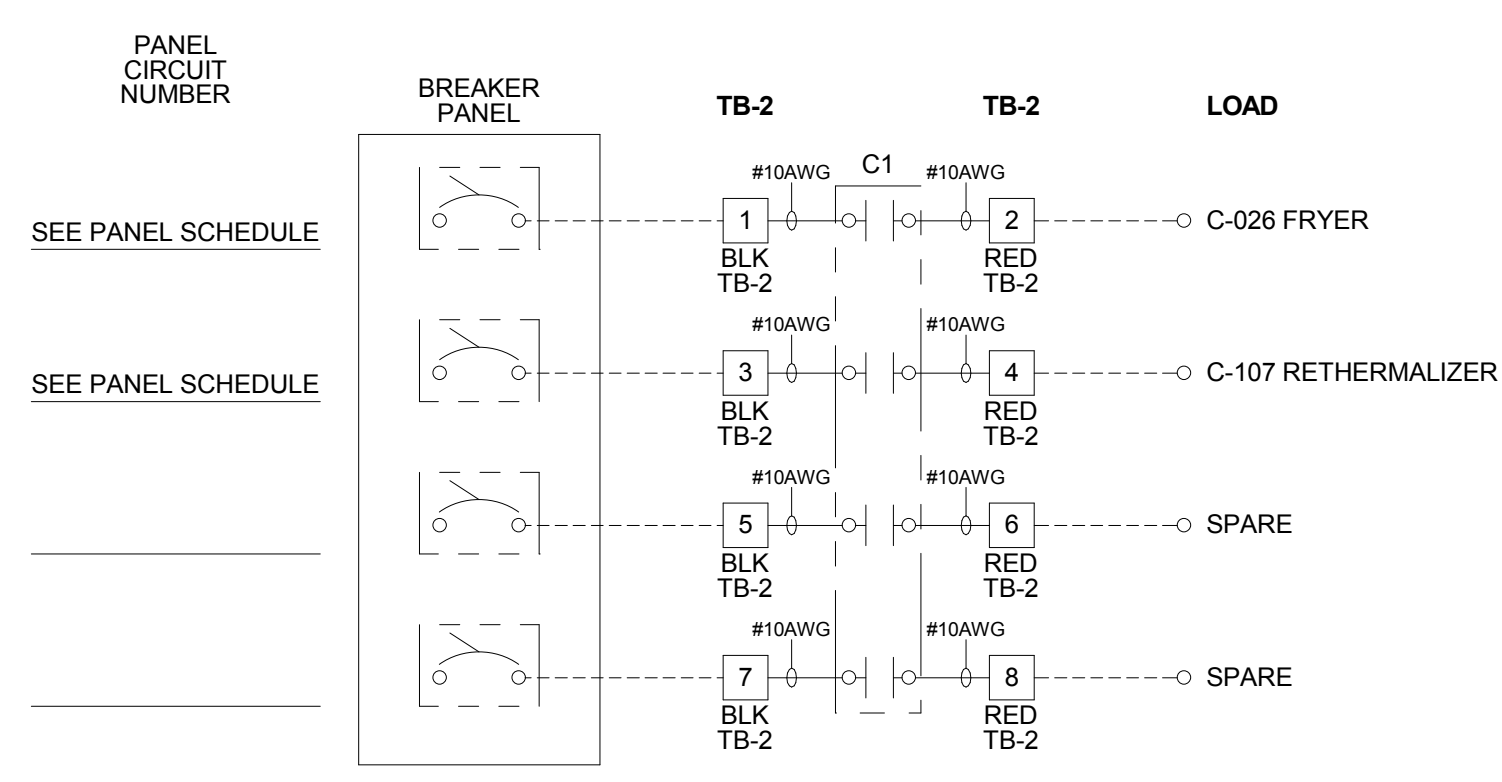 PANEL
CIRCUIT
NUMBER
BREAKER
PANEL
TB-2
TB-2
LOAD
#10AWG
C1
#10AWG
SEE PANEL SCHEDULE
1
2
C-026 FRYER
BLK
TB-2
RED
TB-2
#10AWG
#10AWG
SEE PANEL SCHEDULE
3
4
C-107 RETHERMALIZER
BLK
TB-2
RED
TB-2
#10AWG
#10AWG
5
6
SPARE
BLK
TB-2
RED
TB-2
#10AWG
#10AWG
7
8
SPARE
BLK
TB-2
RED
TB-2